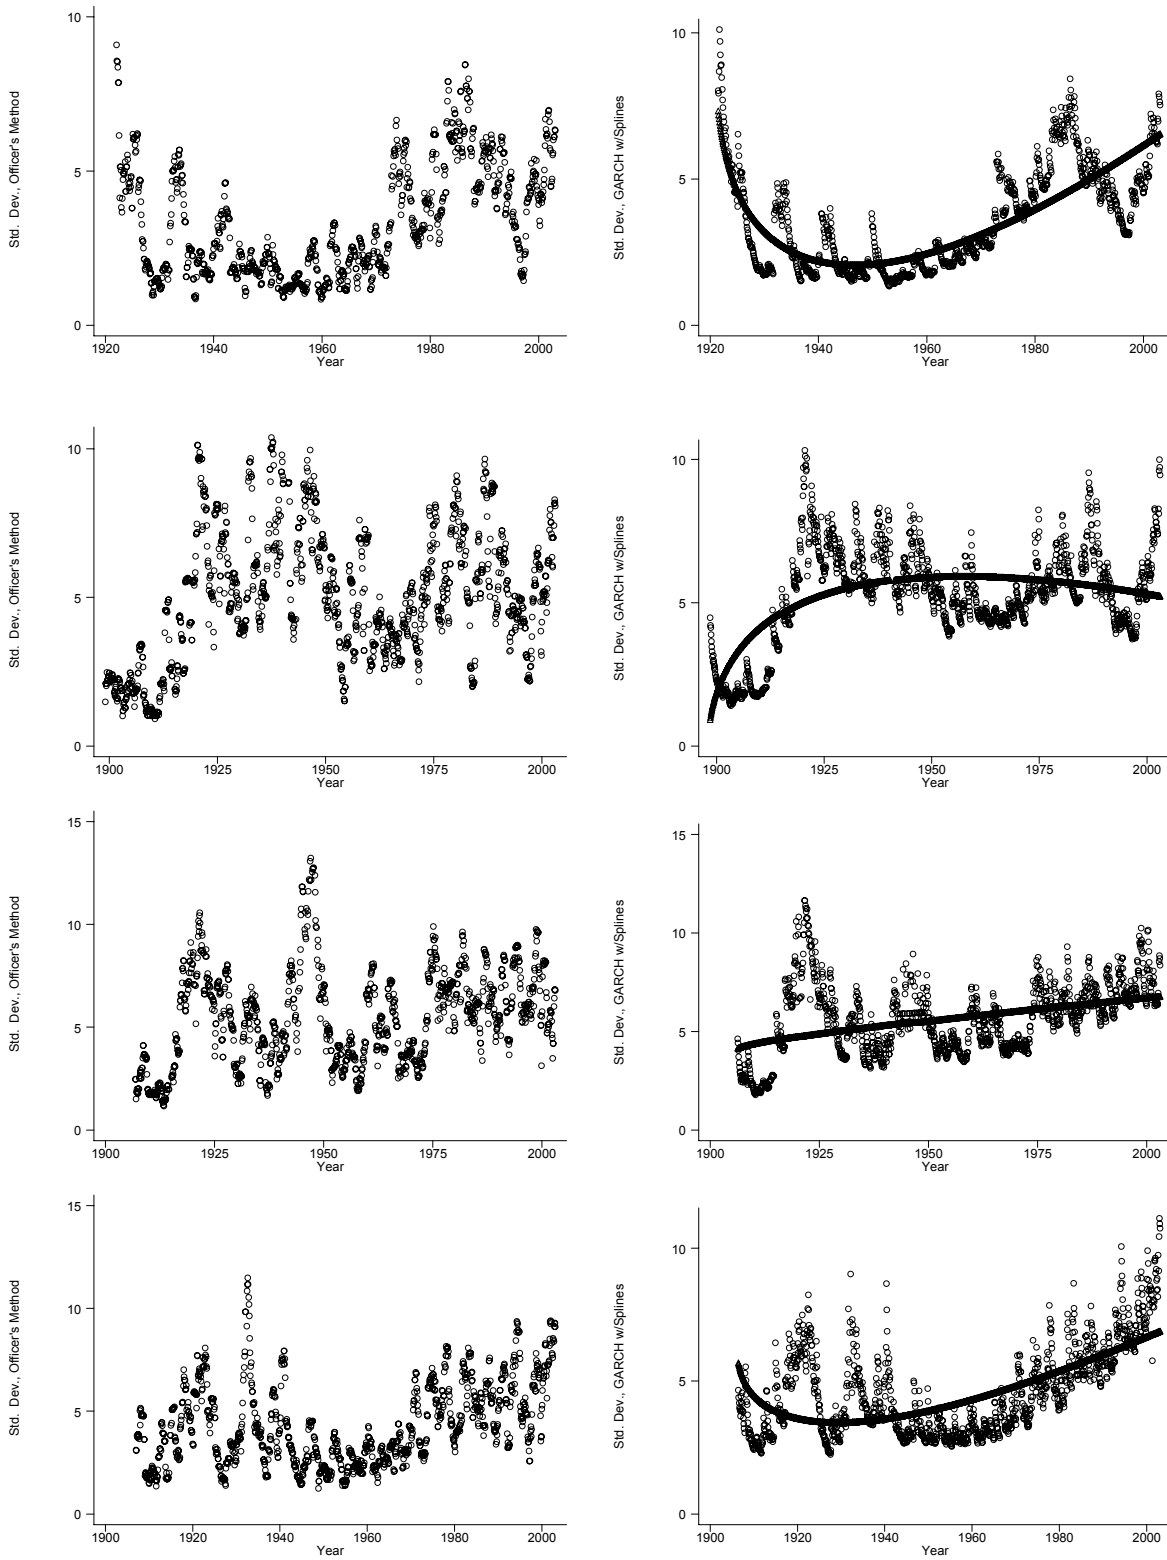 Std. Dev., Officer's Method
10
5
0
1920 1940 1960 1980 2000
Year
Std. Dev., GARCH w/Splines
10
5
0
1920 1940 1960 1980 2000
Year
Std. Dev., Officer's Method
10
5
0
1900 1925 1950 1975 2000
Year
Std. Dev., GARCH w/Splines
10
5
0
1900 1925 1950 1975 2000
Year
Std. Dev., Officer's Method
15
10
5
0
1900 1925 1950 1975 2000
Year
Std. Dev., GARCH w/Splines
15
10
5
0
1900 1925 1950 1975 2000
Year
Std. Dev., Officer's Method
15
10
5
0
1900 1920 1940 1960 1980 2000
Year
Std. Dev., GARCH w/Splines
10
5
0
1900 1920 1940 1960 1980 2000
Year